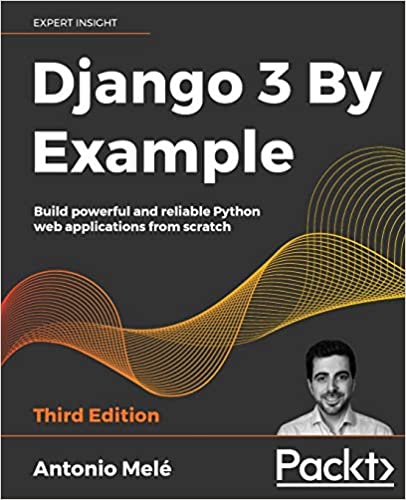 EXPERT INSIGHT
Django 3 By
Example
Build powerful and reliable Python
web applications from scratch
Third Edition
Antonio Melé
Packt>